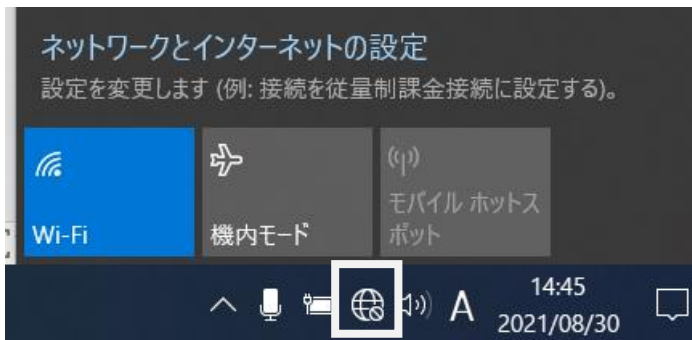 ネットワークとインターネットの設定
設定を変更します (例: 接続を従量制課金接続に設定する)。
Wi-Fi
機内モード
モバイル ホットス
ポット
A
14:45
2021/08/30